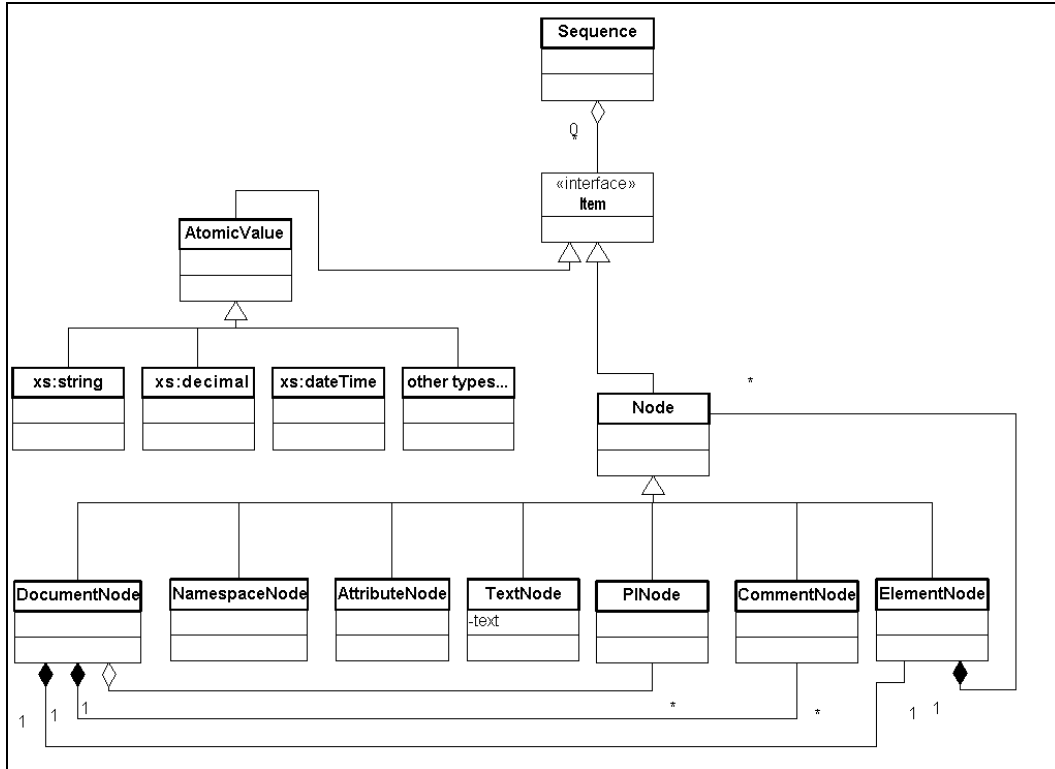 Sequence
0
*
«interface»
Item
AtomicValue
xs:string
xs:decimal
xs:dateTime
other types...
*
Node
DocumentNode
NamespaceNode
AttributeNode
TextNode
-text
PINode
CommentNode
ElementNode
1
1
1
*
*
1
1